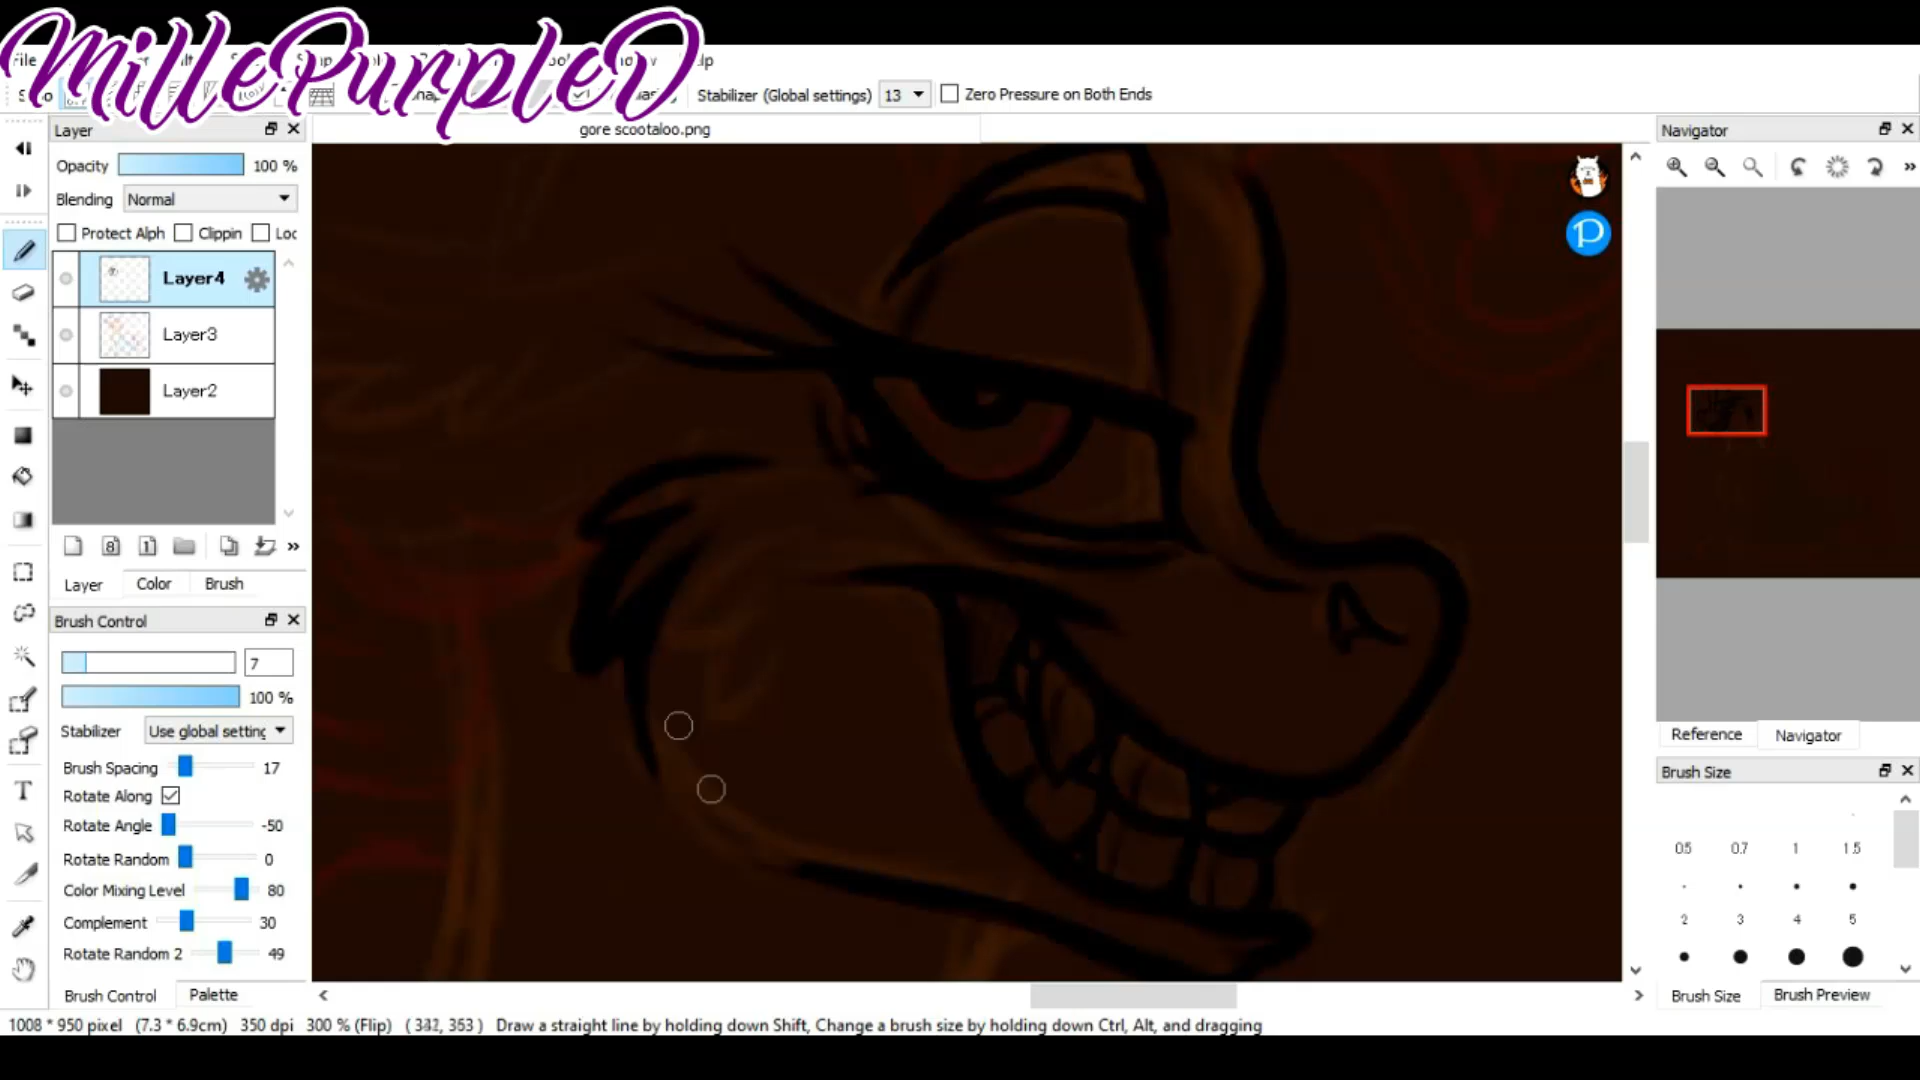 MillePurpleD
File
Stabilizer (Global settings) 13 Zero Pressure on Both Ends
Layer
gore scootaloo.png
Navigator
Opacity 100 %
Blending Normal
Protect Alph Clippin Loc
Layer4
Layer3
Layer2
8 1
Layer Color Brush
Brush Control
7
100 %
Stabilizer Use global setting
Brush Spacing 17
Rotate Along
Rotate Angle -50
Rotate Random 0
Color Mixing Level 80
Complement 30
Rotate Random 2 49
Brush Control Palette
P
Reference Navigator
Brush Size
0.5 0.7 1 1.5
2 3 4 5
Brush Size Brush Preview
1008 * 950 pixel (7.3 * 6.9cm) 350 dpi 300 % (Flip) ( 342, 353 ) Draw a straight line by holding down Shift, Change a brush size by holding down Ctrl, Alt, and dragging